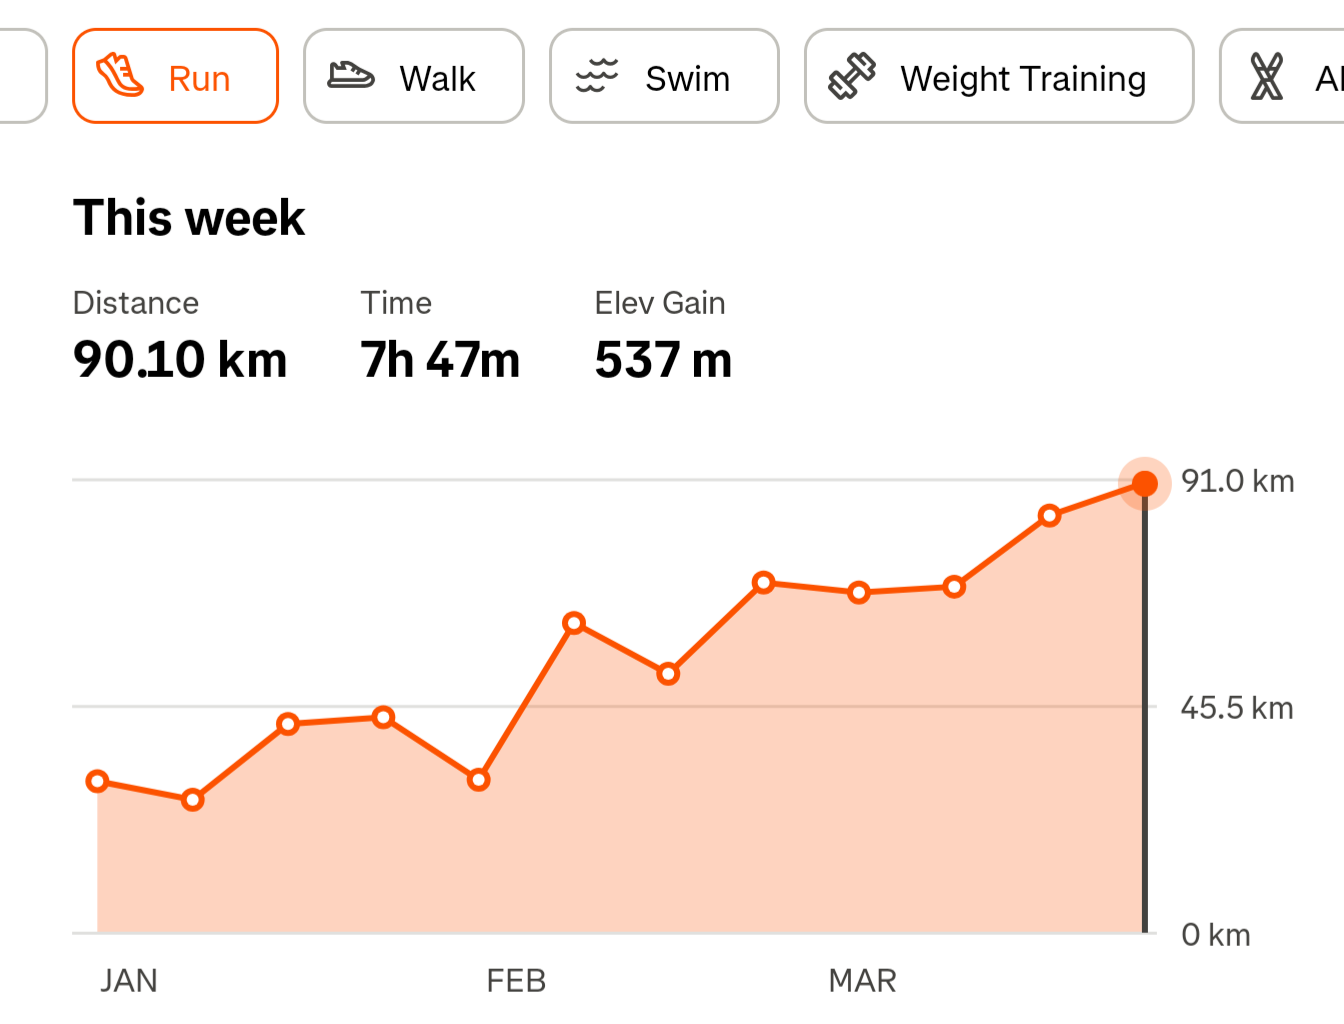 Run
Walk
Swim
Weight Training
Al
This week
Distance
Time
Elev Gain
90.10 km
7h 47m
537 m
91.0 km
45.5 km
0 km
JAN
FEB
MAR